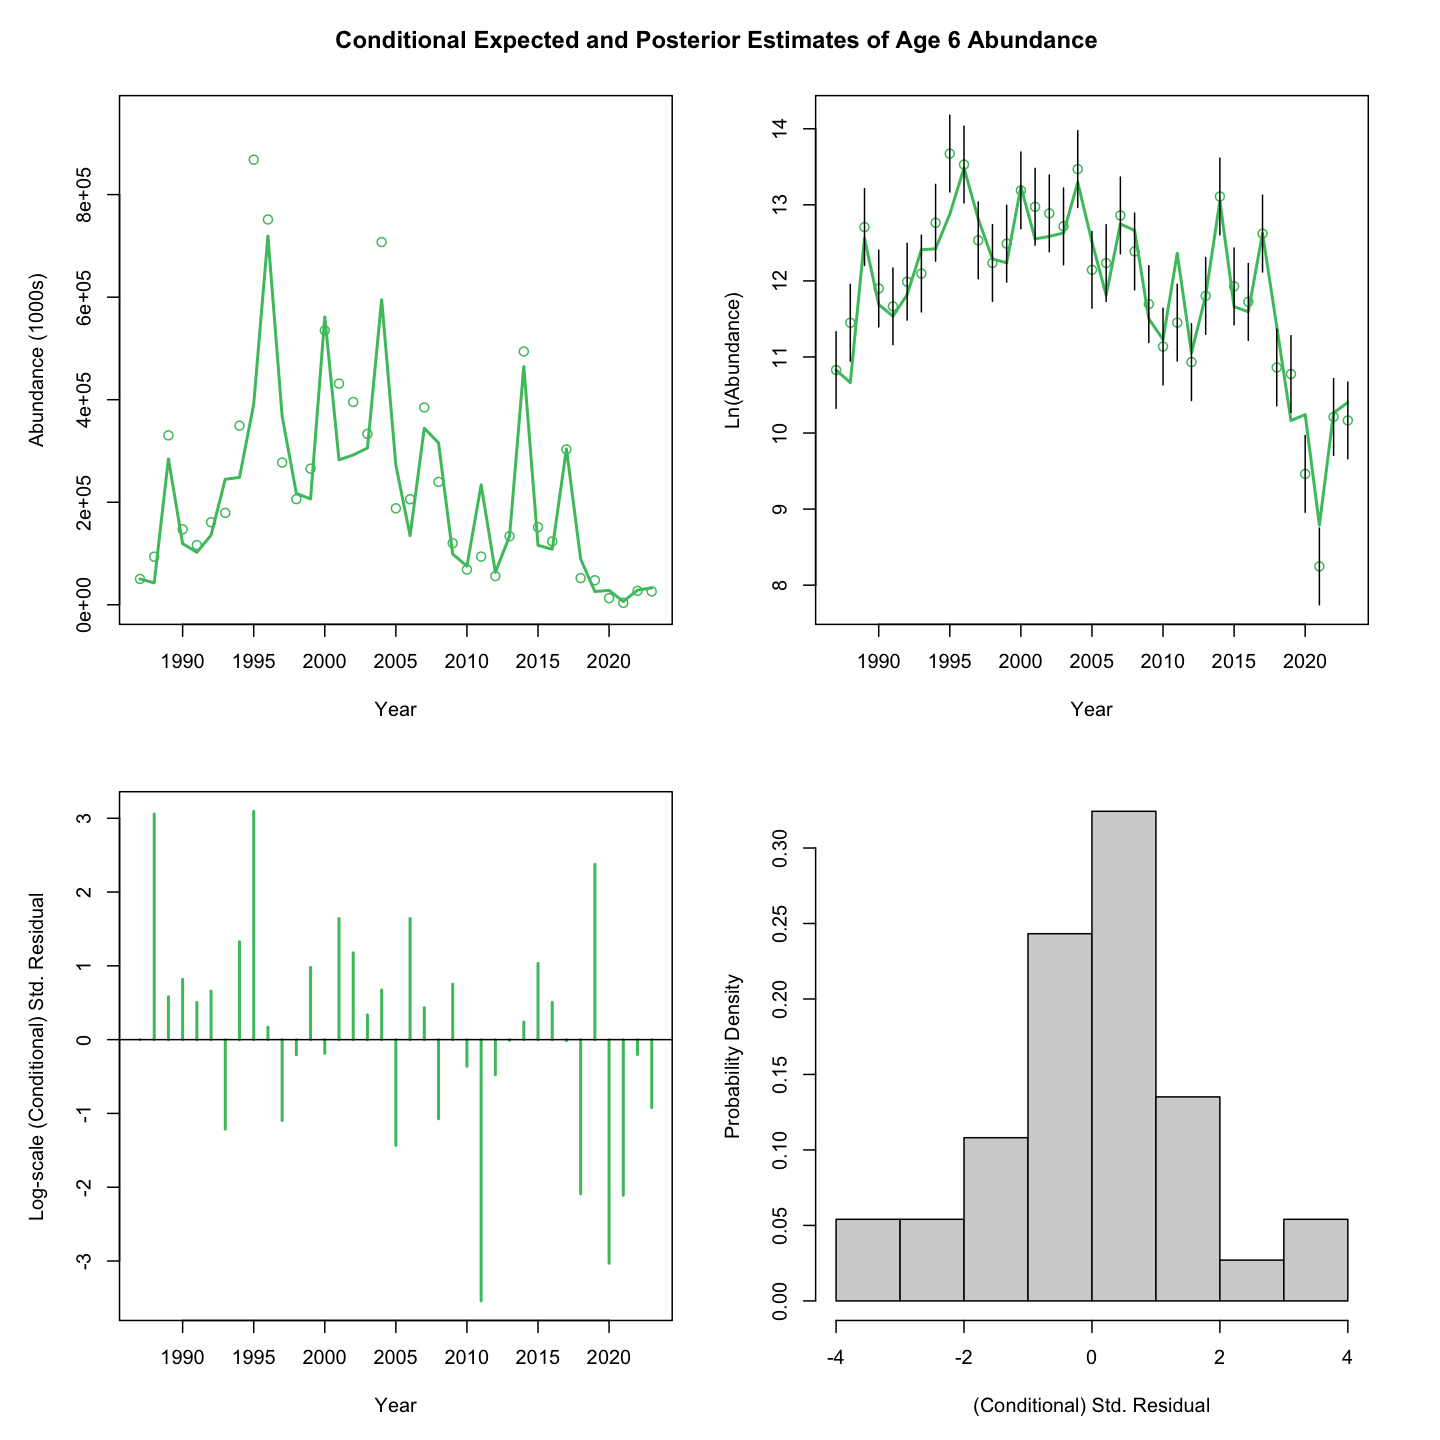 Conditional Expected and Posterior Estimates of Age 6 Abundance
Abundance (1000s)
0e+00 2e+05 4e+05 6e+05 8e+05
1990 1995 2000 2005 2010 2015 2020
Year
Ln(Abundance)
8 9 10 11 12 13 14
1990 1995 2000 2005 2010 2015 2020
Year
Log-scale (Conditional) Std. Residual
-3 -2 -1 0 1 2 3
1990 1995 2000 2005 2010 2015 2020
Year
Probability Density
0.00 0.05 0.10 0.15 0.20 0.25 0.30
-4 -2 0 2 4
(Conditional) Std. Residual